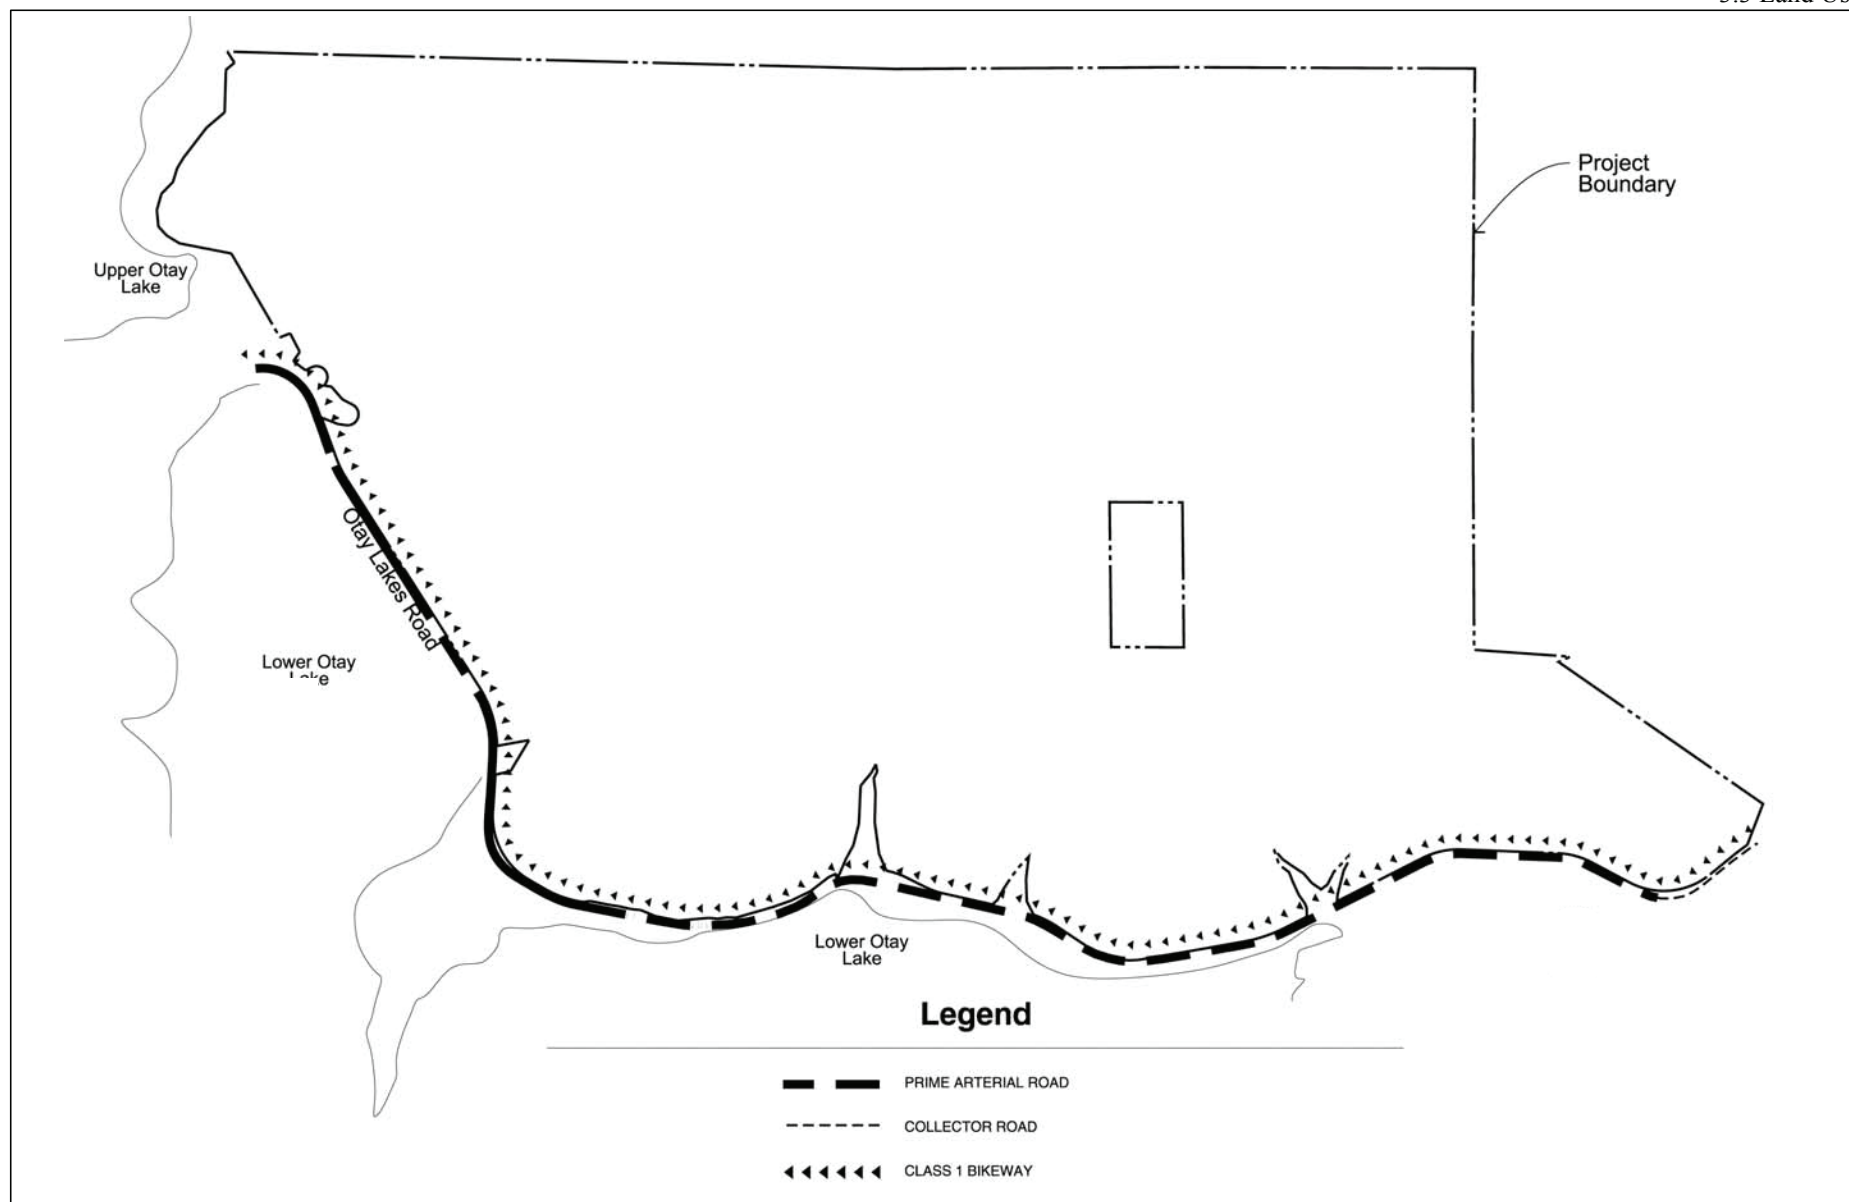 Project
Boundary
Upper Otay
Lake
Otay Lakes Road
Lower Otay
Lake
Lower Otay
Lake
Legend
PRIME ARTERIAL ROAD
COLLECTOR ROAD
CLASS 1 BIKEWAY